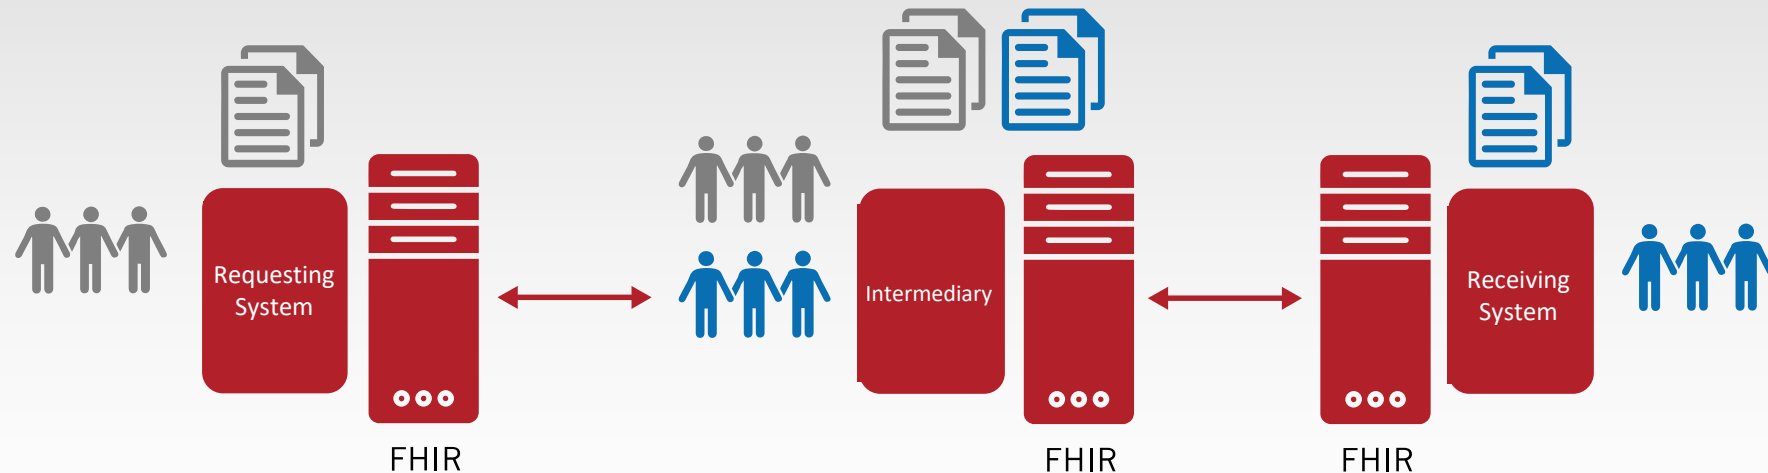 Requesting
System
FHIR
Intermediary
FHIR
FHIR
Receiving
System